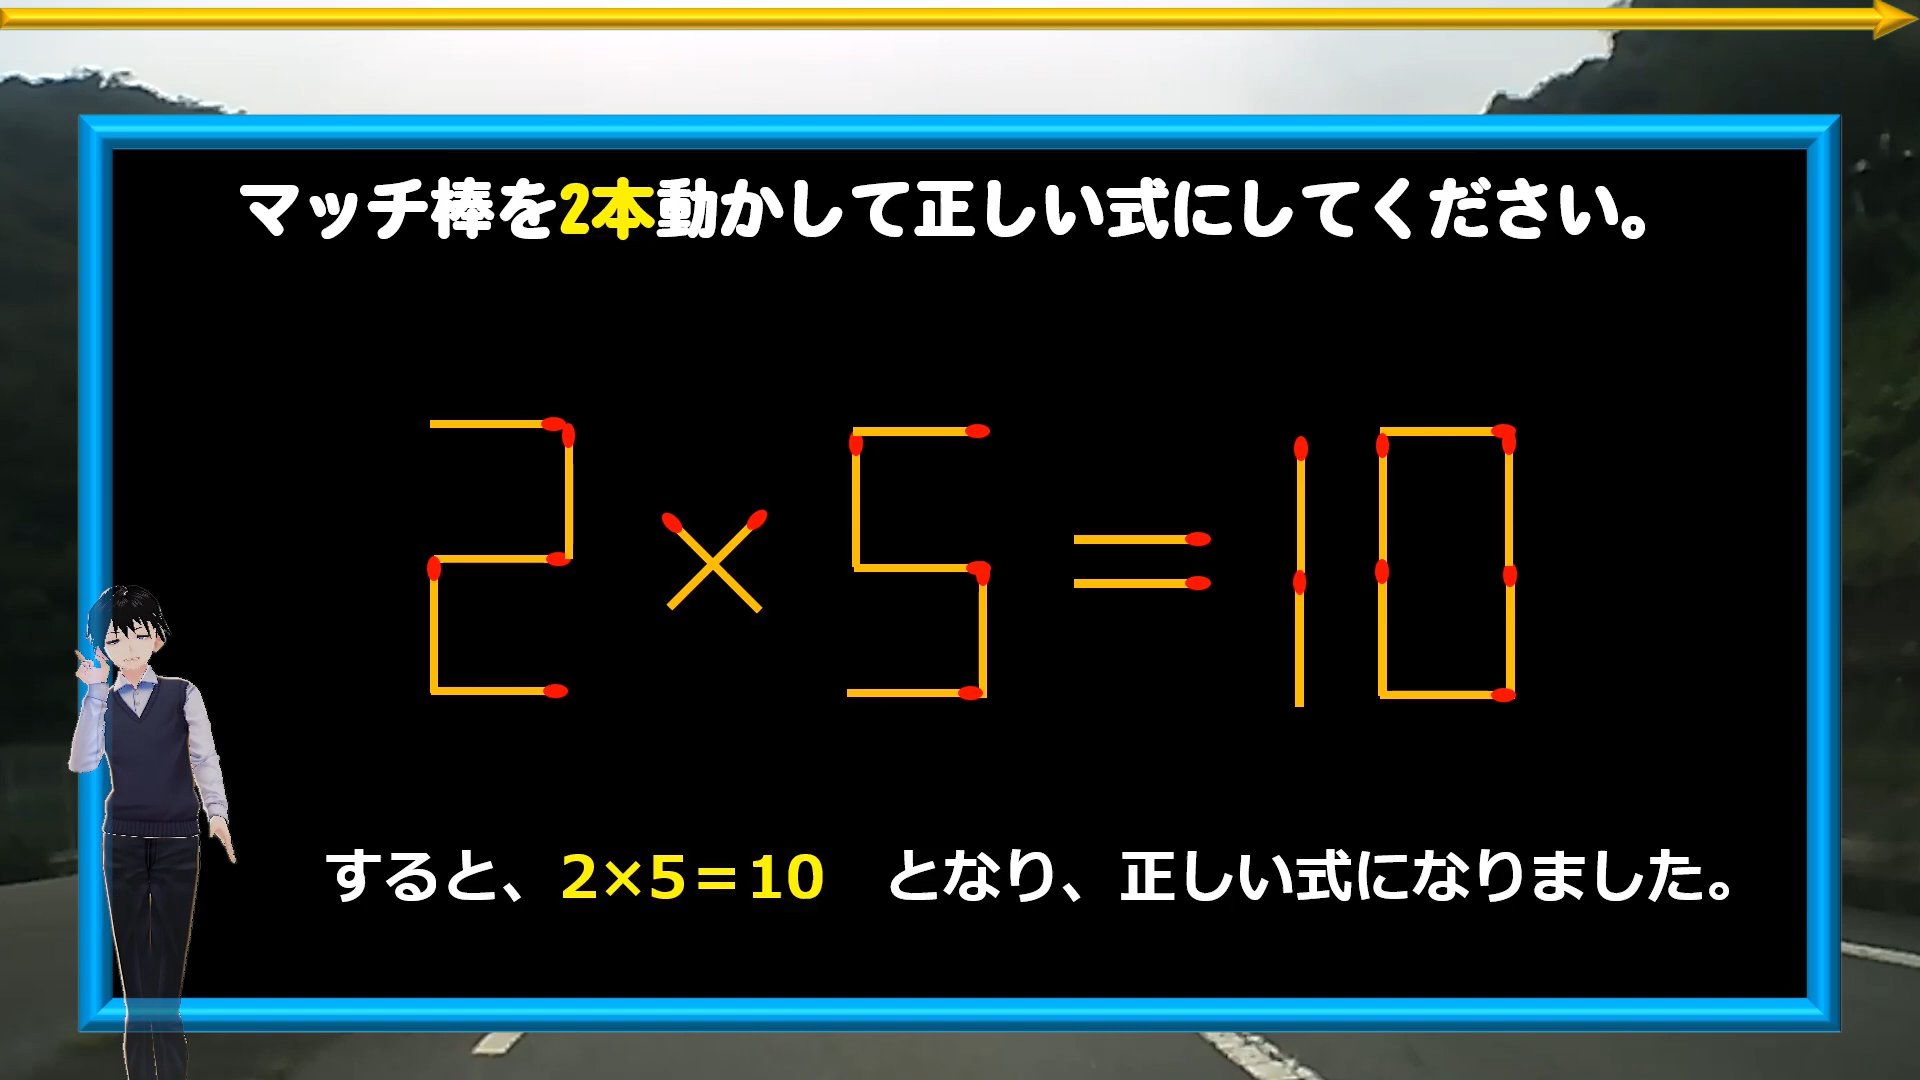 マッチ棒を2本動かして正しい式にしてください。
2×5=10
すると、2×5＝10　となり、正しい式になりました。